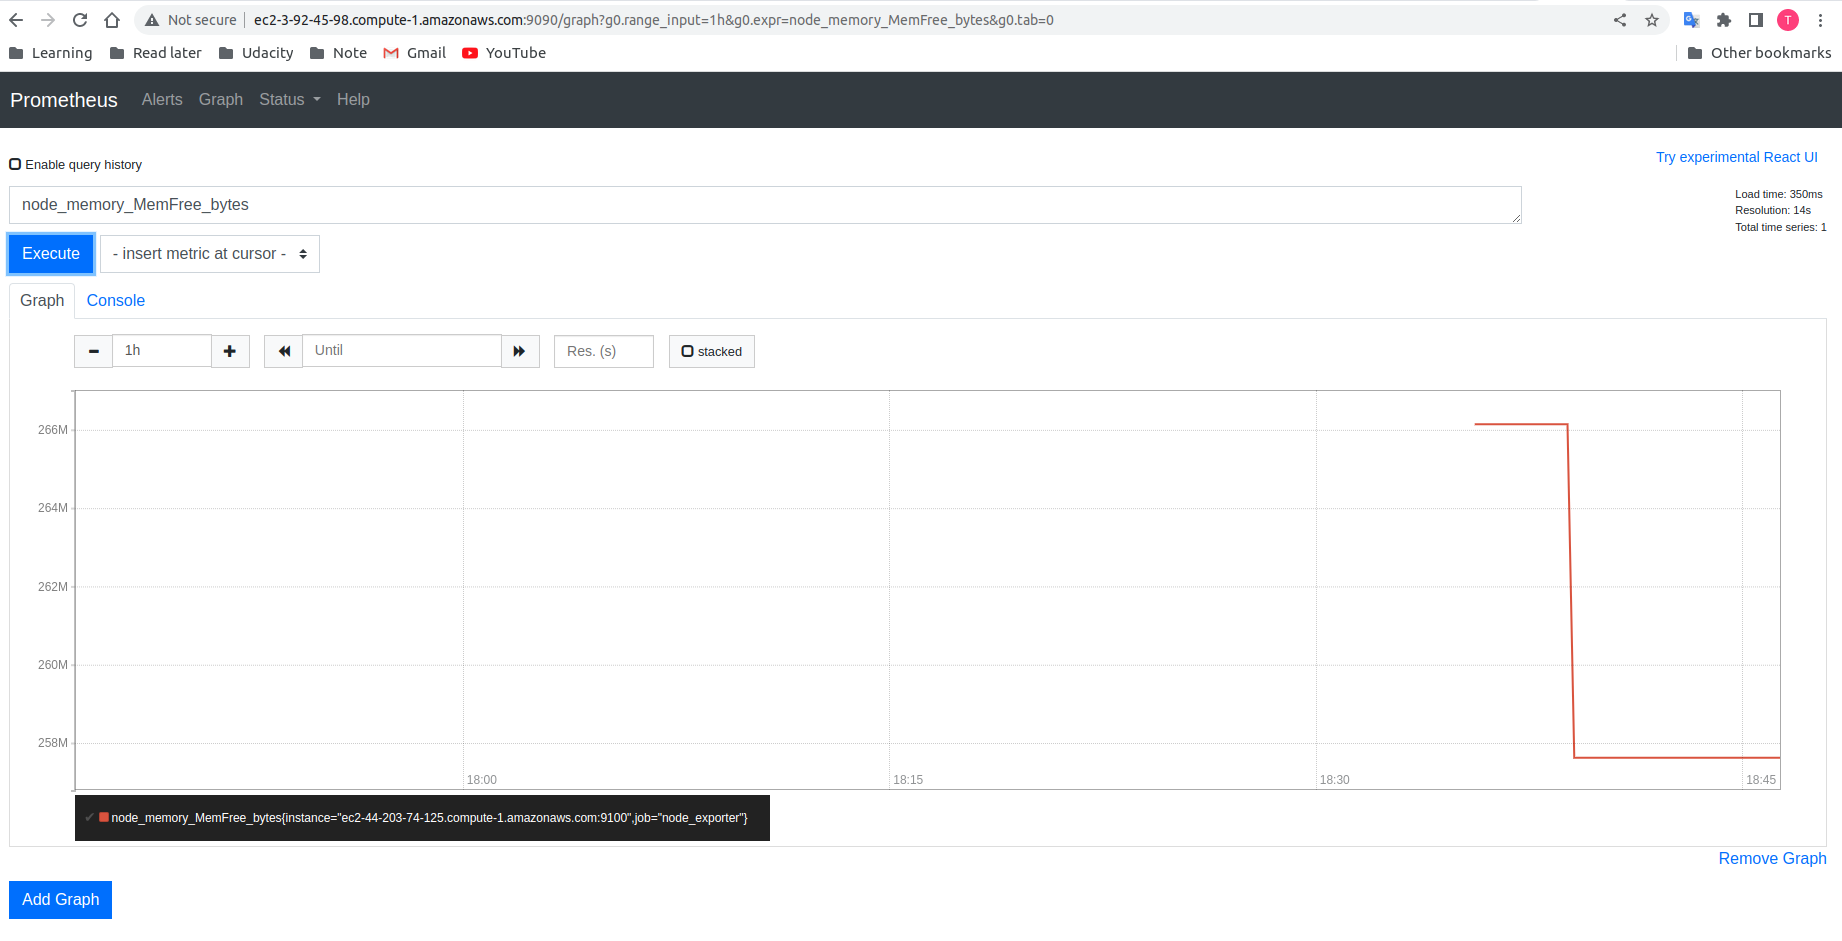 Not secure ec2-3-92-45-98.compute-1.amazonaws.com:9090/graph?g0.range_input=1h&g0.expr=node_memory_MemFree_bytes&g0.tab=0
T
Learning Read later Udacity Note Gmail YouTube Other bookmarks
Prometheus Alerts Graph Status Help
Enable query history
Try experimental React UI
node_memory_MemFree_bytes
Load time: 350ms
Resolution: 14s
Total time series: 1
Execute - insert metric at cursor -
Graph Console
1h Until Res. (s) stacked
266M
264M
262M
260M
258M
18:00 18:15 18:30 18:45
node_memory_MemFree_bytes{instance="ec2-44-203-74-125.compute-1.amazonaws.com:9100",job="node_exporter"}
Remove Graph
Add Graph